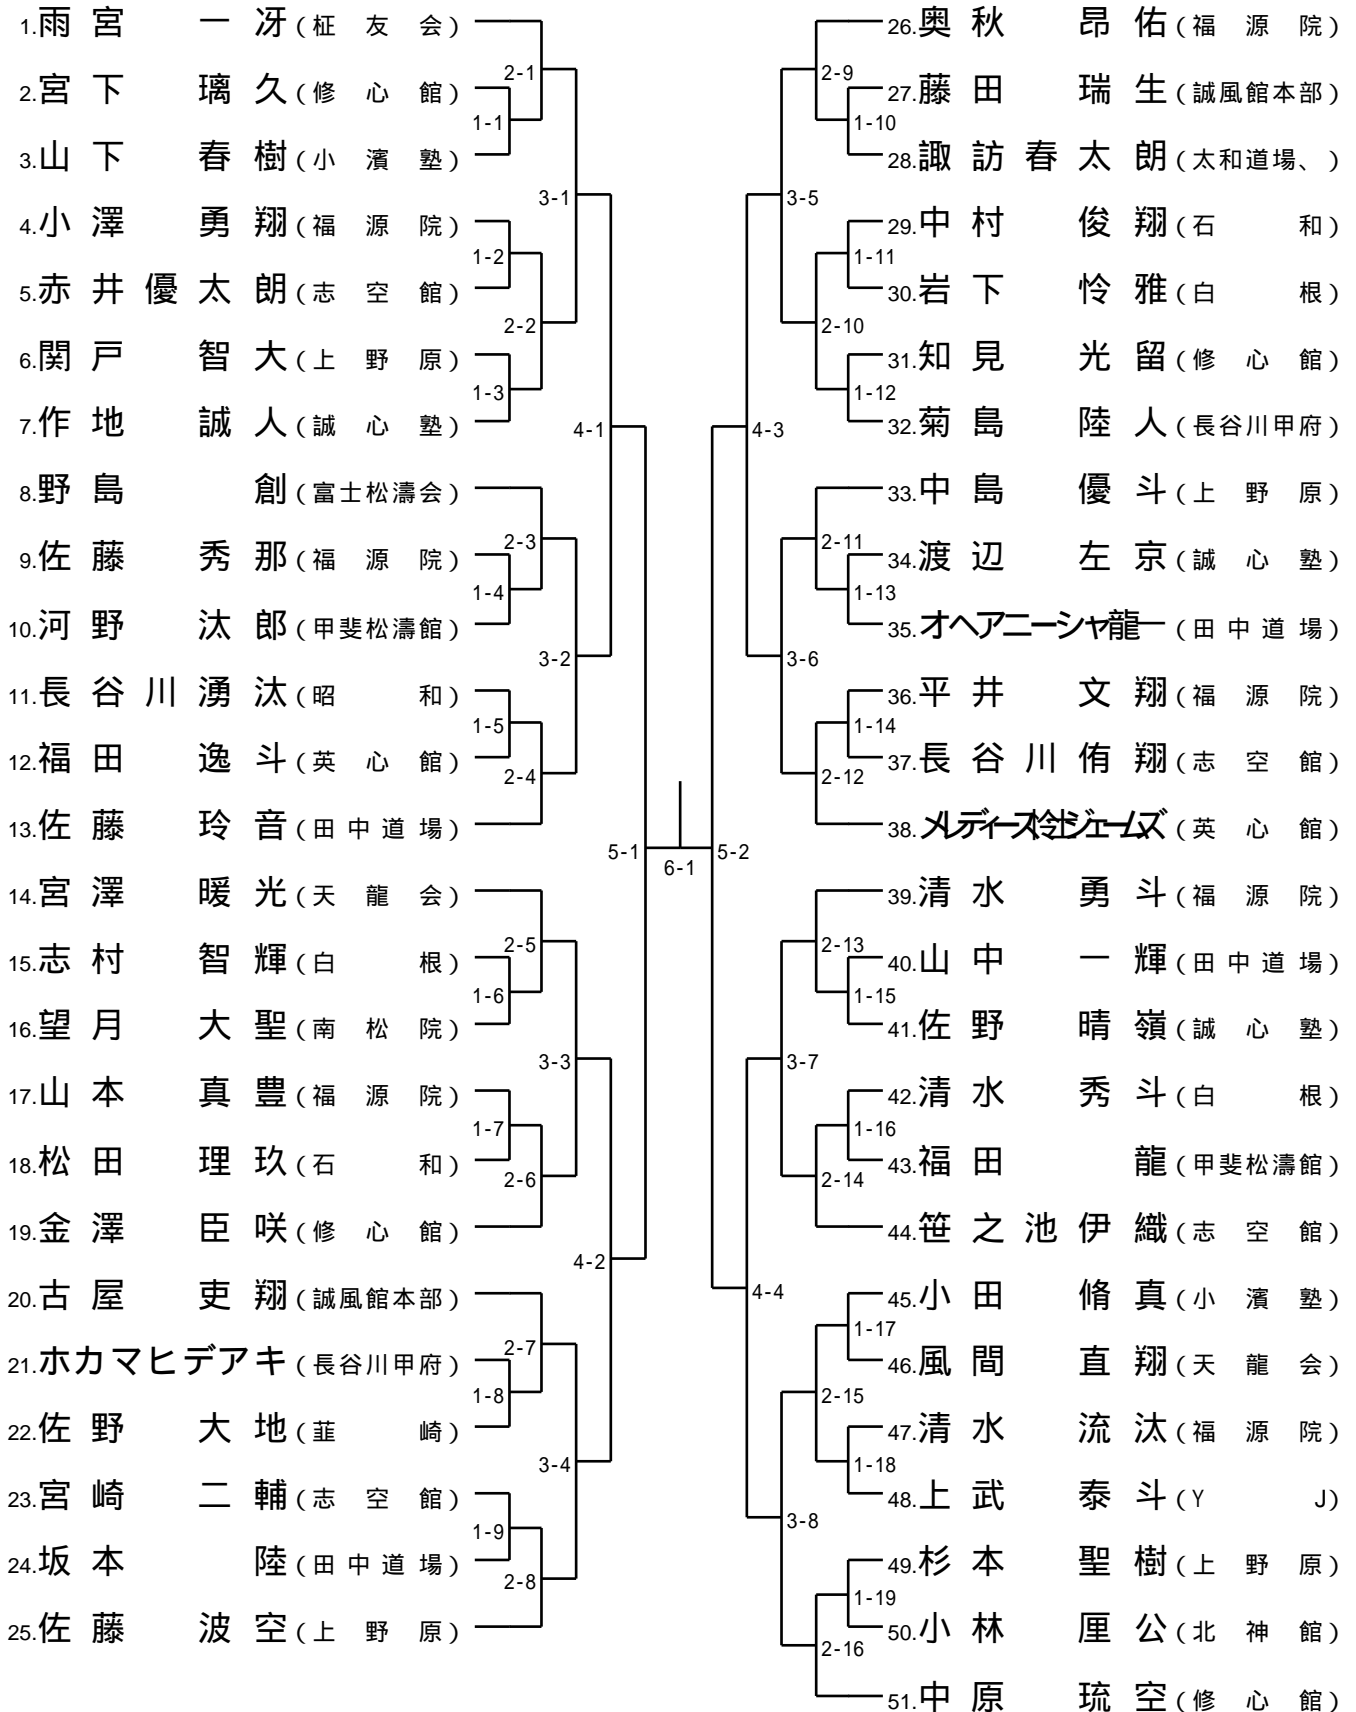 1.雨宮 一冴(柾友会)
2.宮下 璃久(修心館)
3.山下 春樹(小濱塾)
4.小澤 勇翔(福源院)
5.赤井優太朗(志空館)
6.関戸 智大(上野原)
7.作地 誠人(誠心塾)
8.野島 創(富士松濤会)
9.佐藤 秀那(福源院)
10.河野 汰郎(甲斐松濤館)
11.長谷川湧汰(昭和)
12.福田 逸斗(英心館)
13.佐藤 玲音(田中道場)
14.宮澤 暖光(天龍会)
15.志村 智輝(白根)
16.望月 大聖(南松院)
17.山本 真豊(福源院)
18.松田 理玖(石和)
19.金澤 臣咲(修心館)
20.古屋 吏翔(誠風館本部)
21.ホカマヒデアキ(長谷川甲府)
22.佐野 大地(韮崎)
23.宮崎 二輔(志空館)
24.坂本 陸(田中道場)
25.佐藤 波空(上野原)
1-1
1-2
1-3
1-4
1-5
1-6
1-7
1-8
1-9
2-1
2-2
2-3
2-4
2-5
2-6
2-7
2-8
3-1
3-2
3-3
3-4
4-1
4-2
5-1
6-1
5-2
4-3
4-4
3-5
3-6
3-7
3-8
2-9
2-10
2-11
2-12
2-13
2-14
2-15
2-16
1-10
1-11
1-12
1-13
1-14
1-15
1-16
1-17
1-18
1-19
26.奥秋 昂佑(福源院)
27.藤田 瑞生(誠風館本部)
28.諏訪春太朗(太和道場、)
29.中村 俊翔(石和)
30.岩下 怜雅(白根)
31.知見 光留(修心館)
32.菊島 陸人(長谷川甲府)
33.中島 優斗(上野原)
34.渡辺 左京(誠心塾)
35.オヘアニーシャ龍一(田中道場)
36.平井 文翔(福源院)
37.長谷川侑翔(志空館)
38.メレディース怜士ジェームズ(英心館)
39.清水 勇斗(福源院)
40.山中 一輝(田中道場)
41.佐野 晴嶺(誠心塾)
42.清水 秀斗(白根)
43.福田 龍(甲斐松濤館)
44.笹之池伊織(志空館)
45.小田 脩真(小濱塾)
46.風間 直翔(天龍会)
47.清水 流汰(福源院)
48.上武 泰斗(YJ)
49.杉本 聖樹(上野原)
50.小林 厘公(北神館)
51.中原 琉空(修心館)